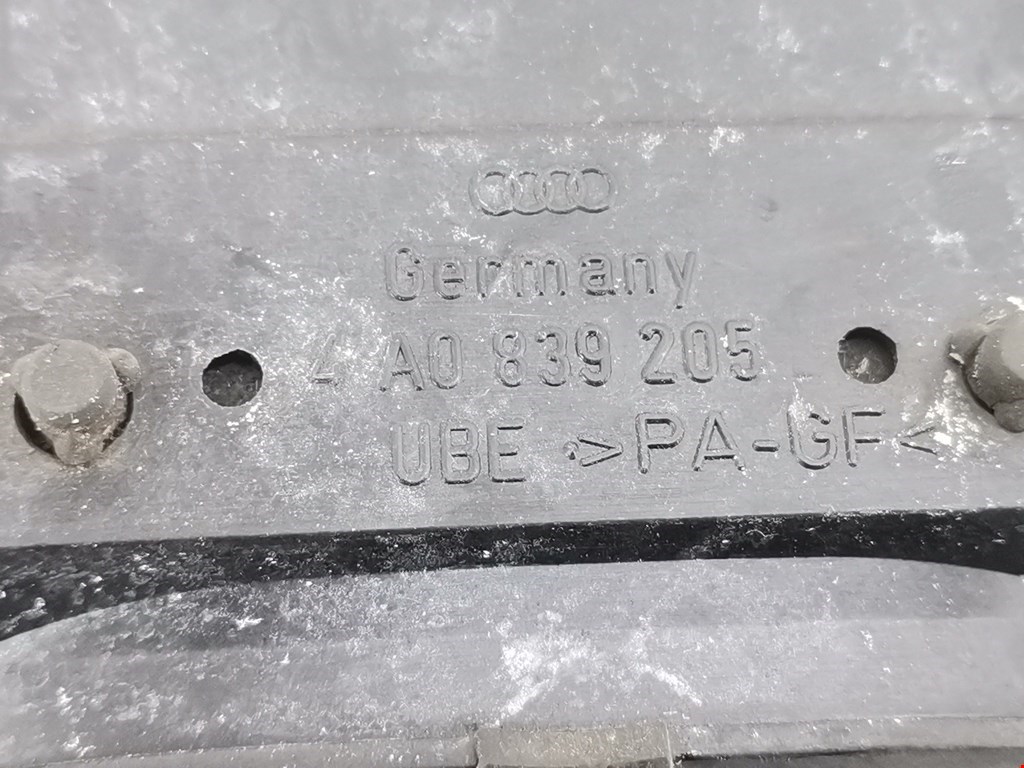 Germany
4A0 839 205
UBE >PA-GF<